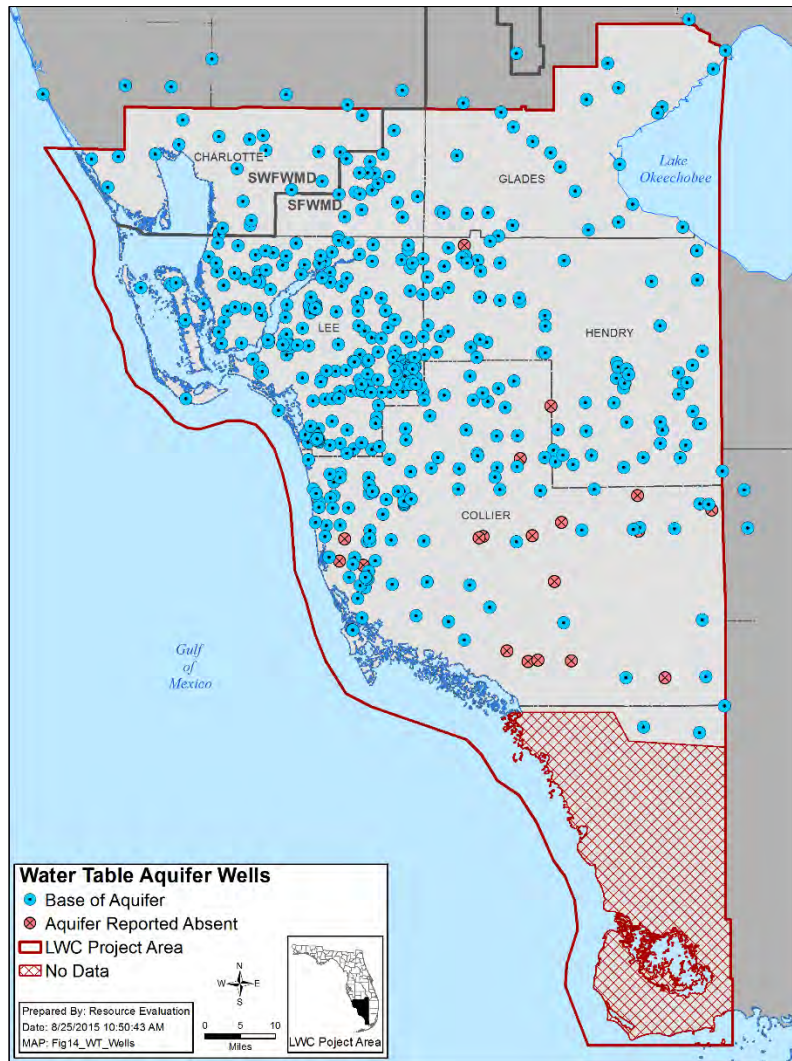 CHARLOTTE
SWFWMD
SFWMD
GLADES
Lake
Okeechobee
LEE
HENDRY
COLLIER
Gulf
of
Mexico
Water Table Aquifer Wells
Base of Aquifer
Aquifer Reported Absent
LWC Project Area
No Data
N
W E
S
Prepared By: Resource Evaluation
Date: 8/25/2015 10:50:43 AM
MAP: Fig14_WT_Wells
0 5 10
Miles
LWC Poject Area